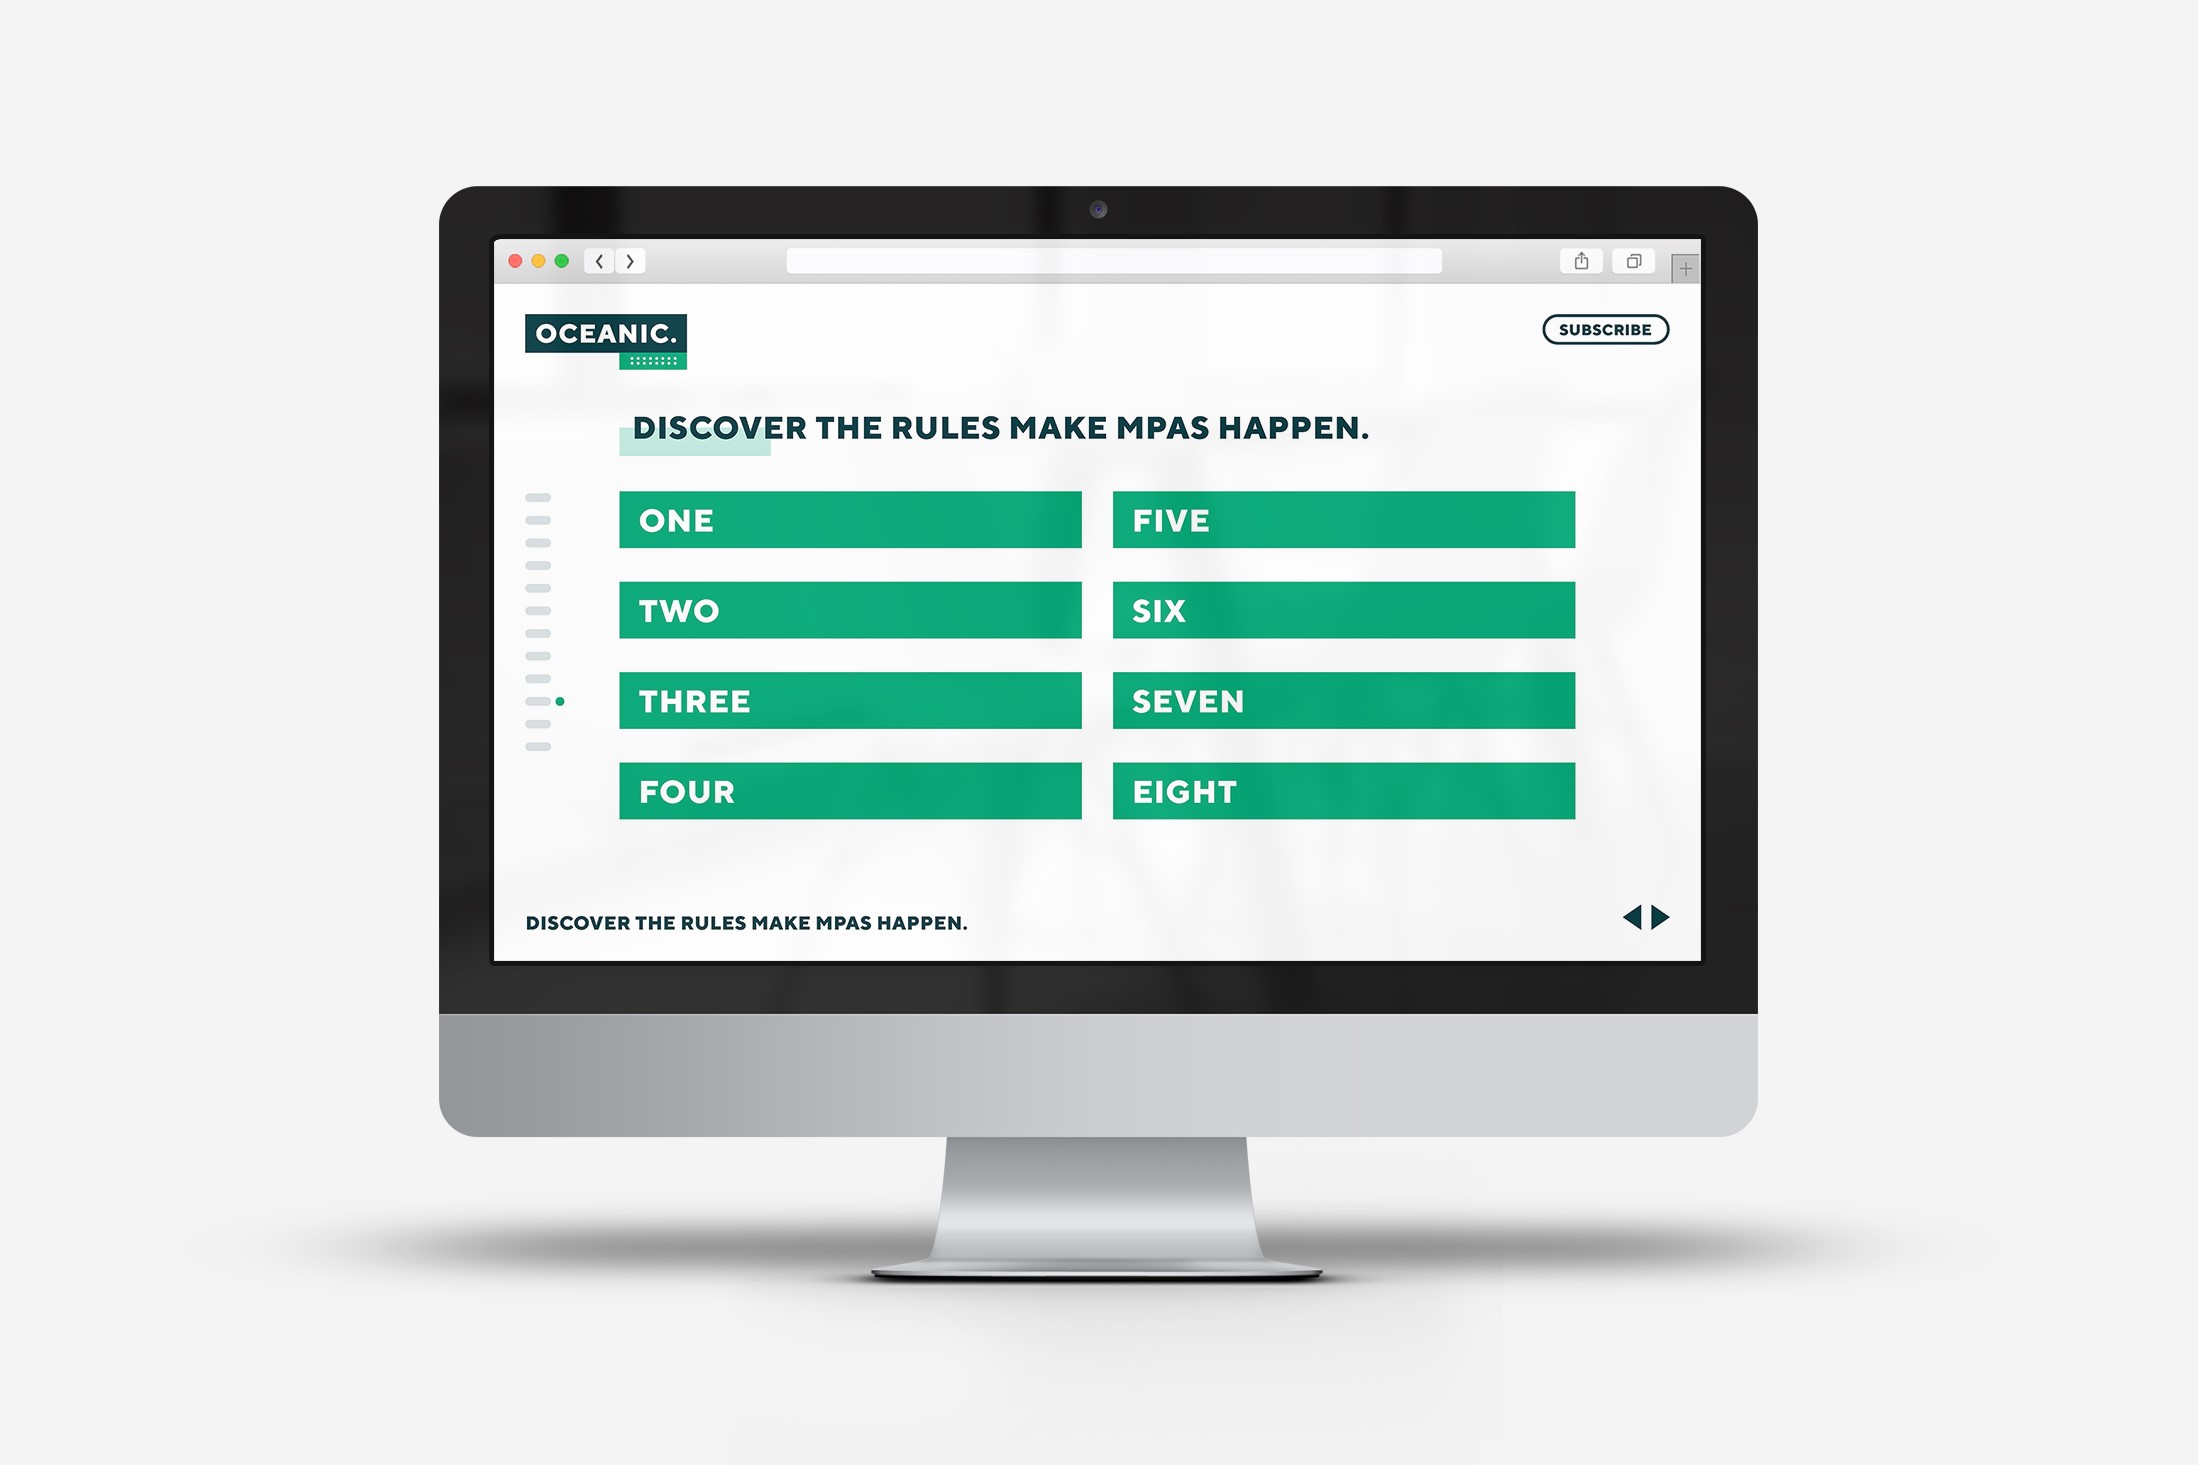 OCEANIC.
SUBSCRIBE
DISCOVER THE RULES MAKE MPAS HAPPEN.
ONE
FIVE
TWO
SIX
THREE
SEVEN
FOUR
EIGHT
DISCOVER THE RULES MAKE MPAS HAPPEN.